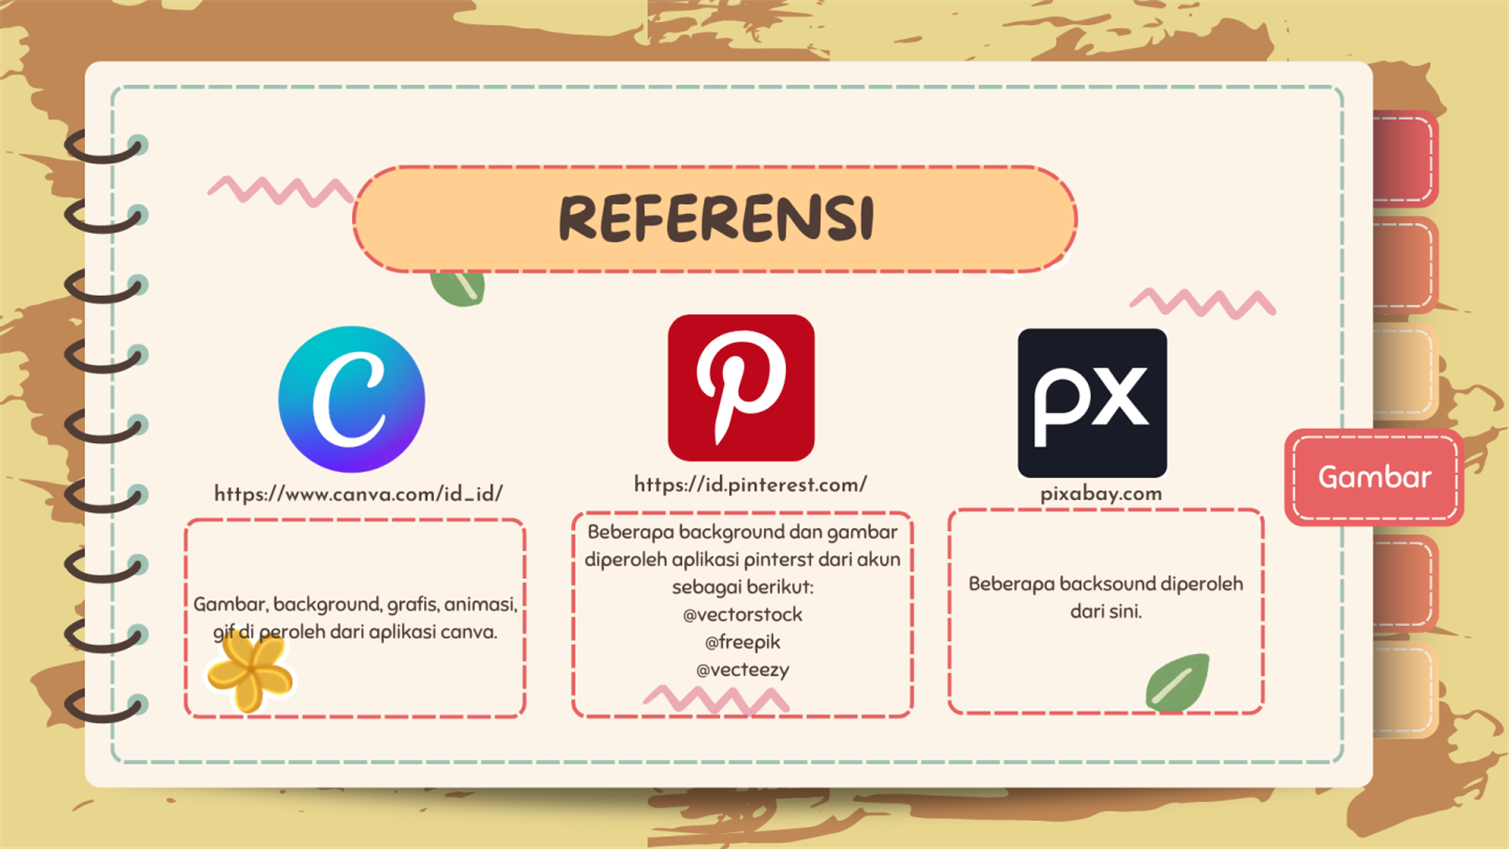 REFERENSI
C
P
px
https://www.canva.com/id_id/
https://id.pinterest.com/
pixabay.com
Gambar
Gambar, background, grafis, animasi,
gif di peroleh dari aplikasi canva.
Beberapa background dan gambar
diperoleh aplikasi pinterst dari akun
sebagai berikut:
@vectorstock
@freepik
@vecteezy
Beberapa backsound diperoleh
dari sini.